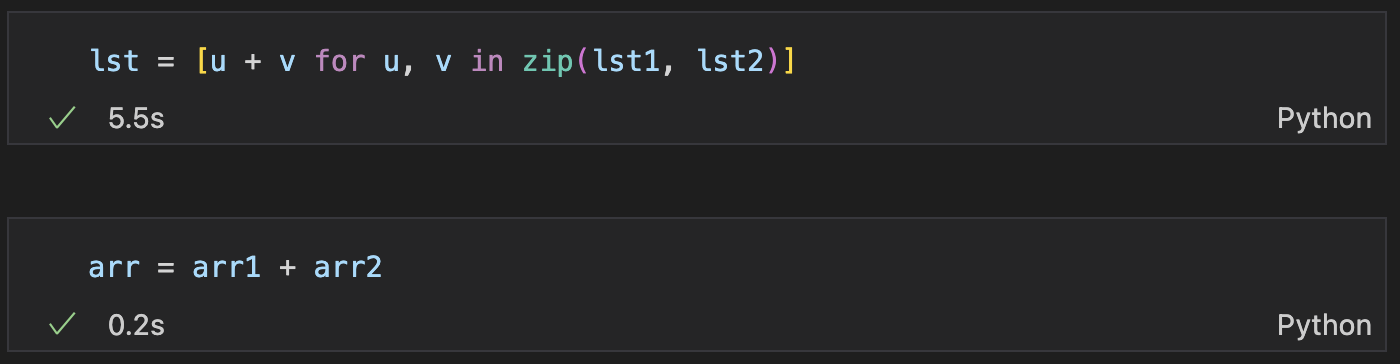 lst = [u + v for u, v in zip(lst1, lst2)]
5.5s Python
arr = arr1 + arr2
0.2s Python